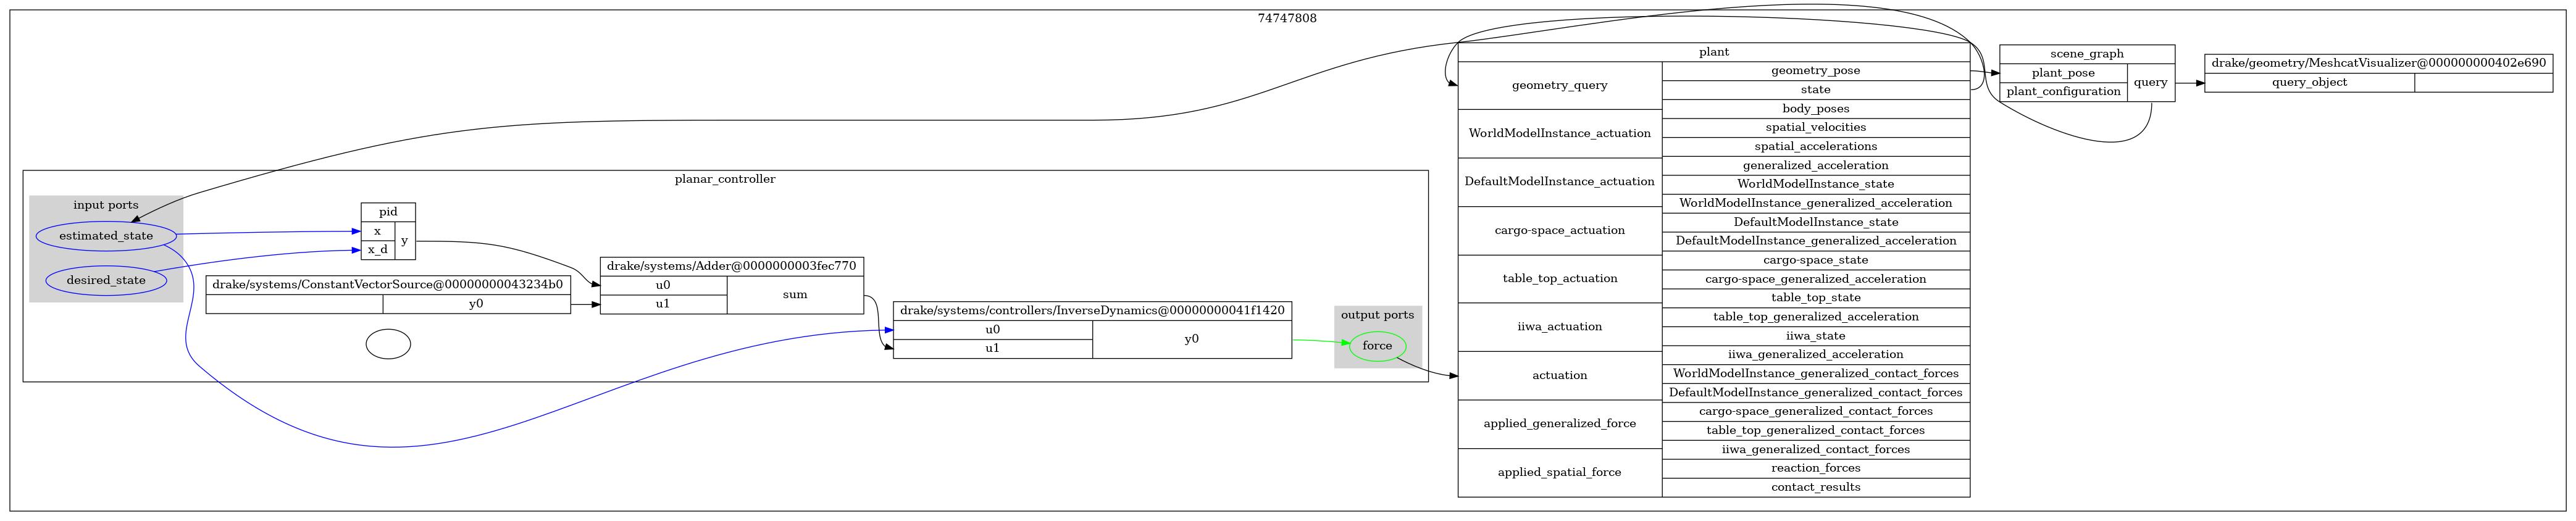 74747808
planar_controller
input ports
estimated_state
desired_state
pid
x
x_d
y
drake/systems/ConstantVectorSource@00000000043234b0
y0
drake/systems/Adder@0000000003fec770
u0
u1
sum
drake/systems/controllers/InverseDynamics@00000000041f1420
u0
u1
y0
output ports
force
plant
geometry_query
WorldModelInstance_actuation
DefaultModelInstance_actuation
cargo-space_actuation
table_top_actuation
iiwa_actuation
actuation
applied_generalized_force
applied_spatial_force
geometry_pose
state
body_poses
spatial_velocities
spatial_accelerations
generalized_acceleration
WorldModelInstance_state
WorldModelInstance_generalized_acceleration
DefaultModelInstance_state
DefaultModelInstance_generalized_acceleration
cargo-space_state
cargo-space_generalized_acceleration
table_top_state
table_top_generalized_acceleration
iiwa_state
iiwa_generalized_acceleration
WorldModelInstance_generalized_contact_forces
DefaultModelInstance_generalized_contact_forces
cargo-space_generalized_contact_forces
table_top_generalized_contact_forces
iiwa_generalized_contact_forces
reaction_forces
contact_results
scene_graph
plant_pose
plant_configuration
query
drake/geometry/MeshcatVisualizer@000000000402e690
query_object